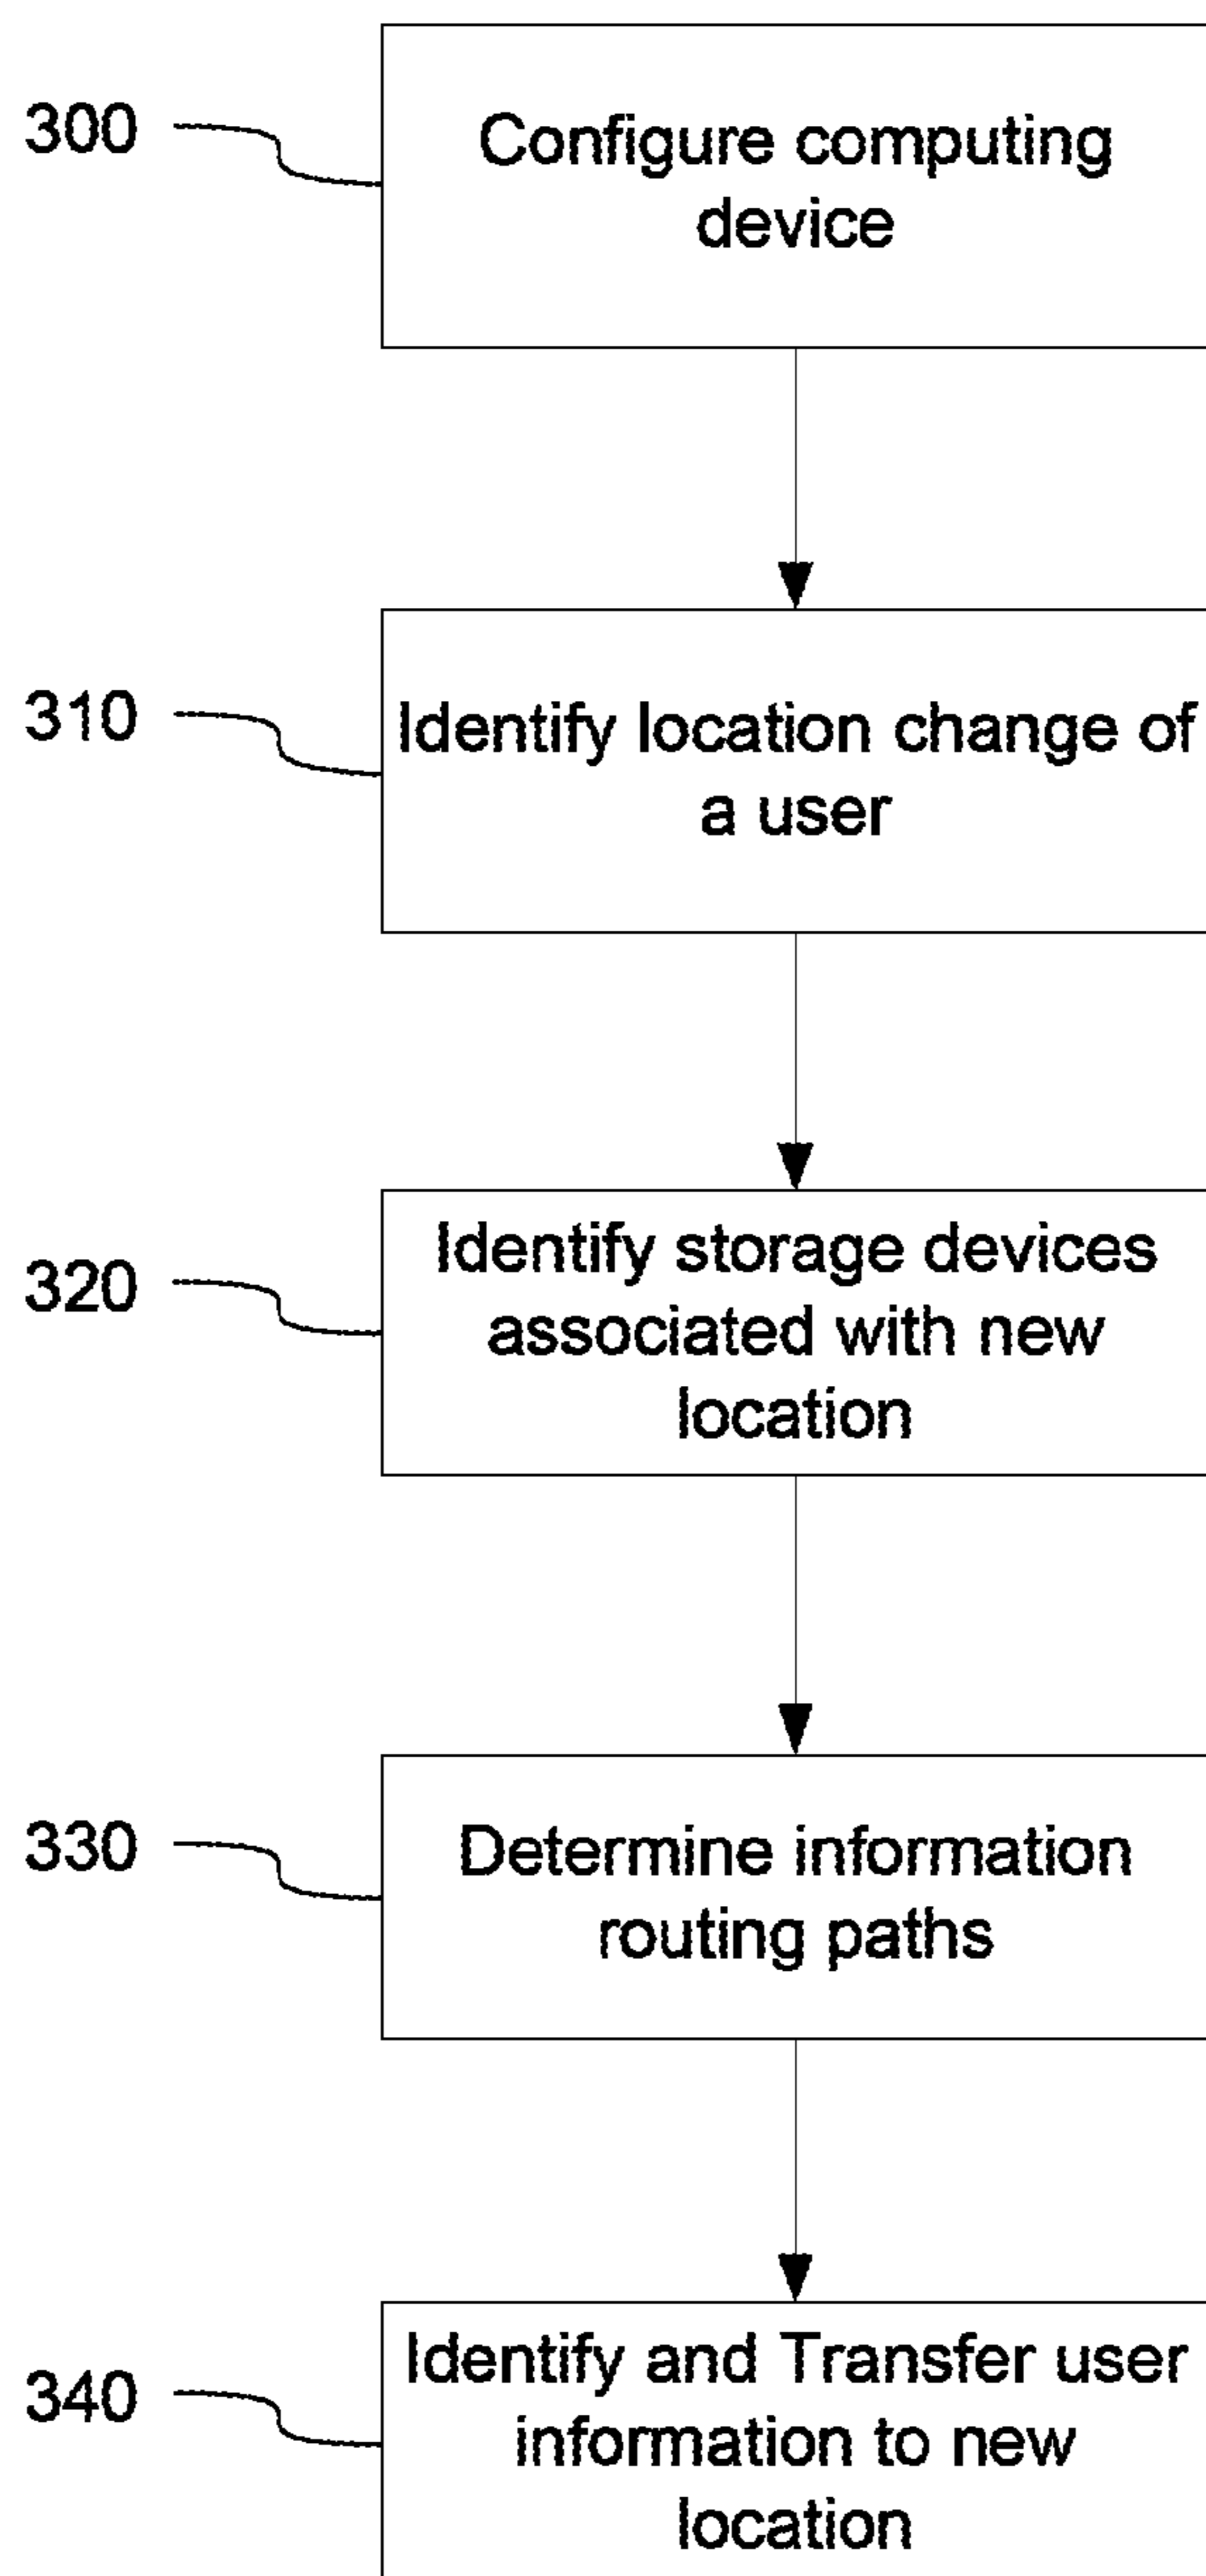 300
Configure computing
device
310
Identify location change of
a user
320
Identify storage devices
associated with new
location
330
Determine information
routing paths
340
Identify and Transfer user
information to new
location